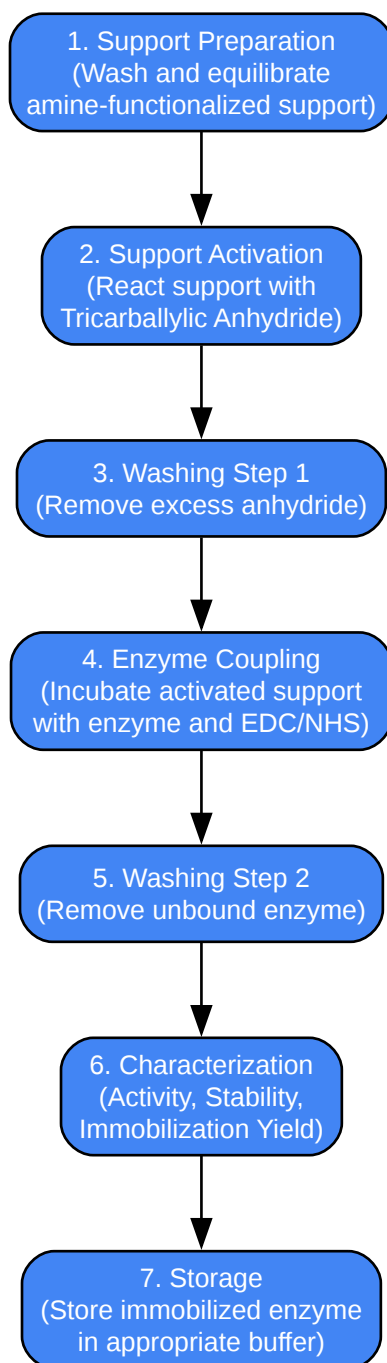 1. Support Preparation
(Wash and equilibrate
amine-functionalized support)
2. Support Activation
(React support with
Tricarballylic Anhydride)
3. Washing Step 1
(Remove excess anhydride)
4. Enzyme Coupling
(Incubate activated support
with enzyme and EDC/NHS)
5. Washing Step 2
(Remove unbound enzyme)
6. Characterization
(Activity, Stability,
Immobilization Yield)
7. Storage
(Store immobilized enzyme
in appropriate buffer)